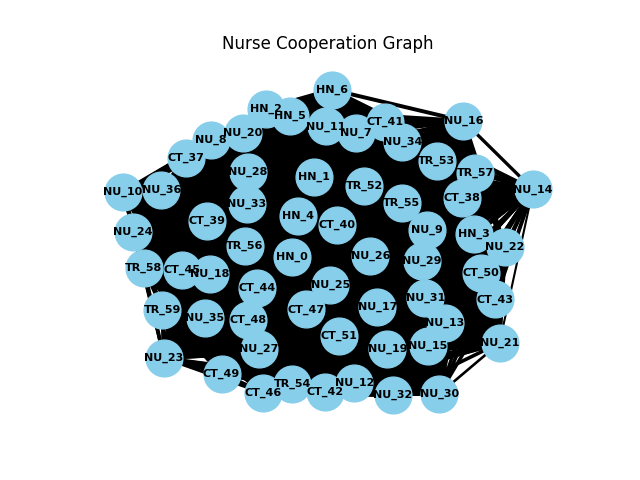 Nurse Cooperation Graph
HN_6
HN_2
HN_5
CT_41
NU_16
NU_11
NU_7
NU_20
NU_8
NU_34
CT_37
TR_53
NU_28
TR_57
HN_1
TR_52
NU_10
NU_36
NU_14
CT_38
NU_33
TR_55
HN_4
CT_39
CT_40
NU_9
NU_24
HN_3
NU_22
TR_56
HN_0
NU_26
NU_29
TR_58
CT_45
NU_18
CT_50
NU_25
CT_44
NU_31
CT_43
TR_59
CT_47
NU_17
NU_35
CT_48
NU_13
CT_51
NU_21
NU_15
NU_27
NU_19
NU_23
CT_49
TR_54
NU_12
CT_46
CT_42
NU_32
NU_30